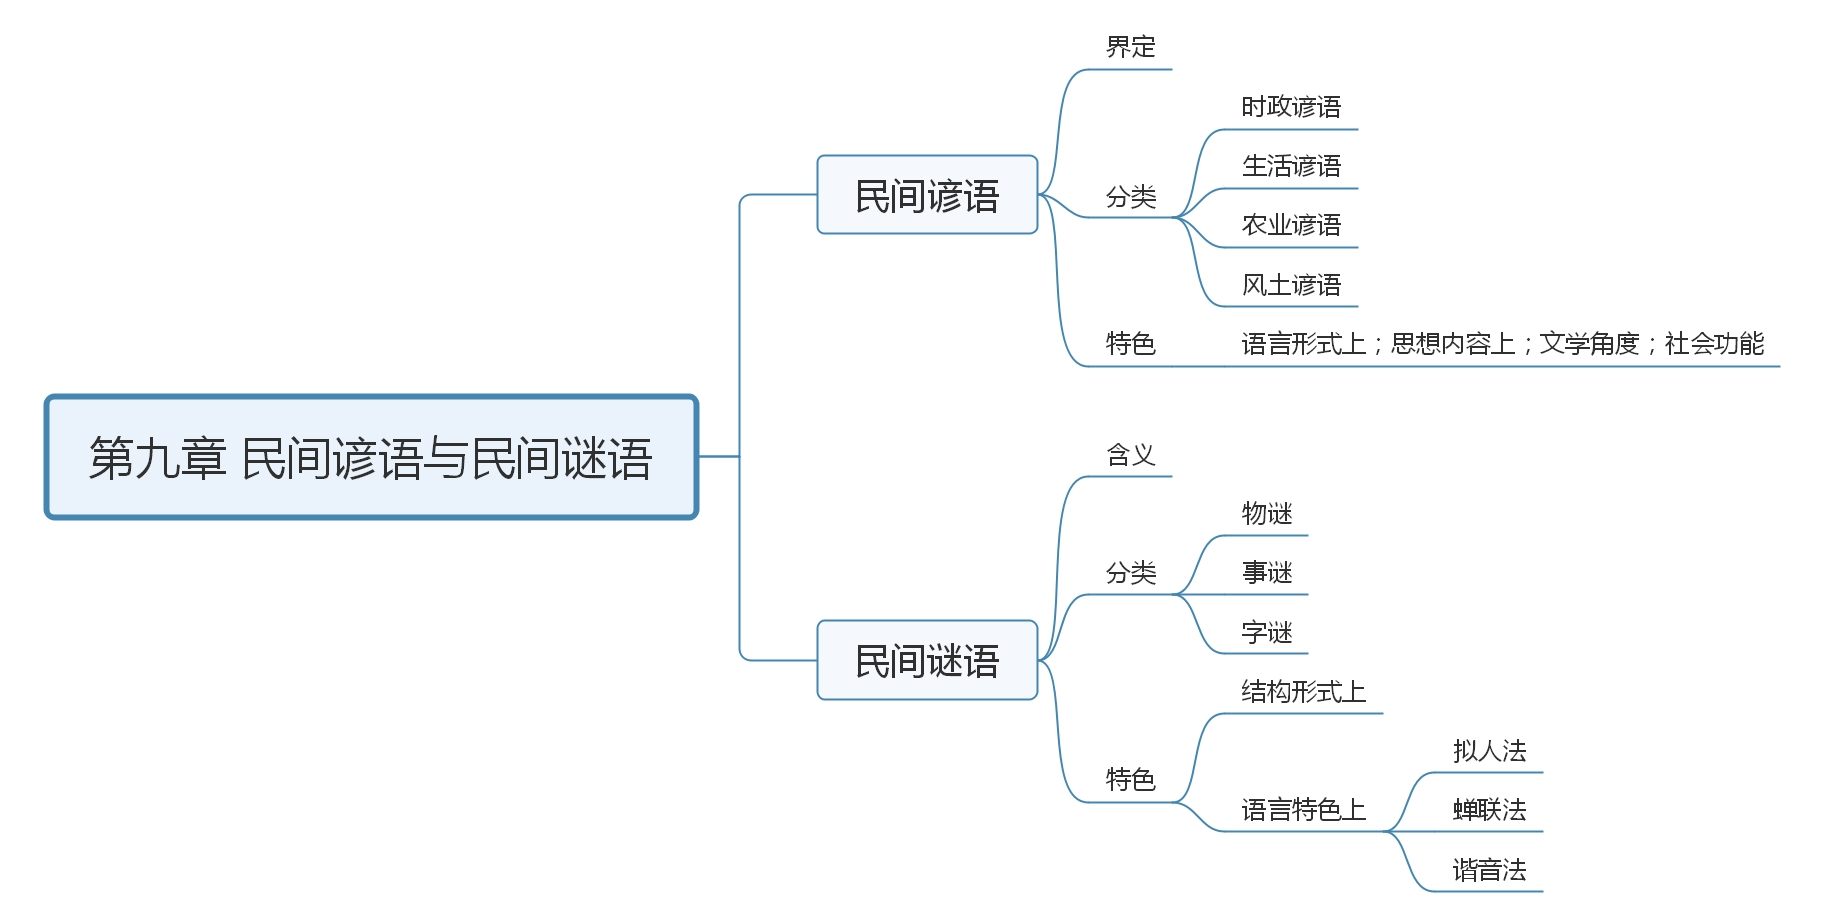 第九章 民间谚语与民间谜语
民间谚语
界定
分类
时政谚语
生活谚语
农业谚语
风土谚语
特色
语言形式上；思想内容上；文学角度；社会功能
民间谜语
含义
分类
物谜
事谜
字谜
特色
结构形式上
语言特色上
拟人法
蝉联法
谐音法